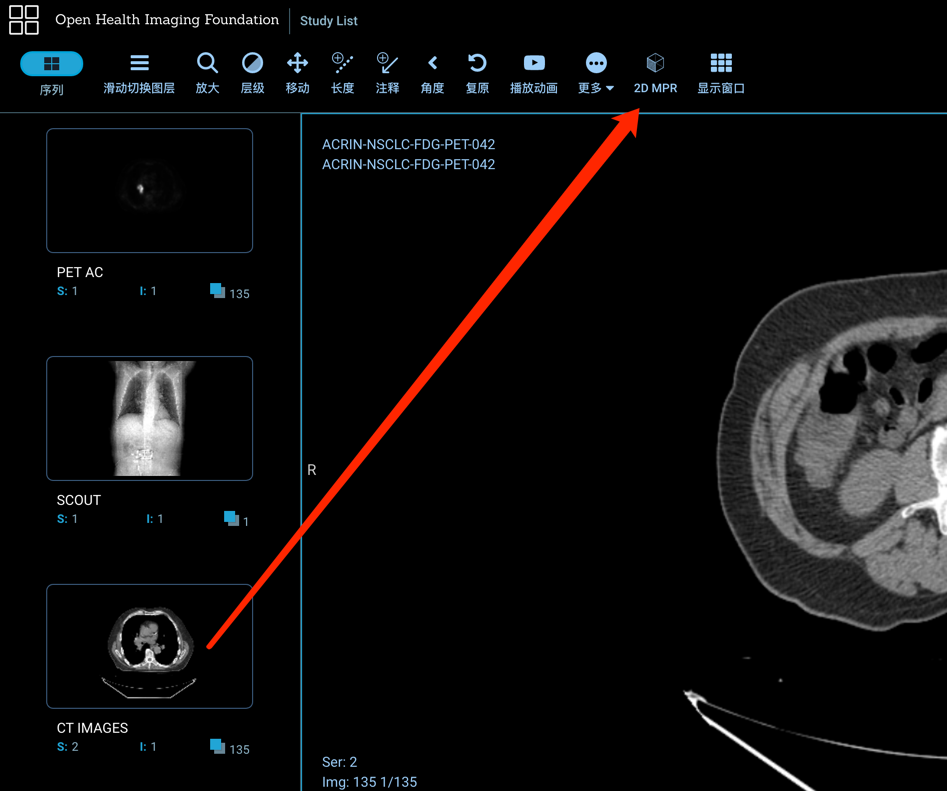 Open Health Imaging Foundation
Study List
序列
滑动切换图层
放大
层级
移动
长度
注释
角度
复原
播放动画
更多
2D MPR
显示窗口
PET AC
S: 1 I: 1 135
SCOUT
S: 1 I: 1 1
CT IMAGES
S: 2 I: 1 135
ACRIN-NSCLC-FDG-PET-042
ACRIN-NSCLC-FDG-PET-042
R
Ser: 2
Img: 135 1/135